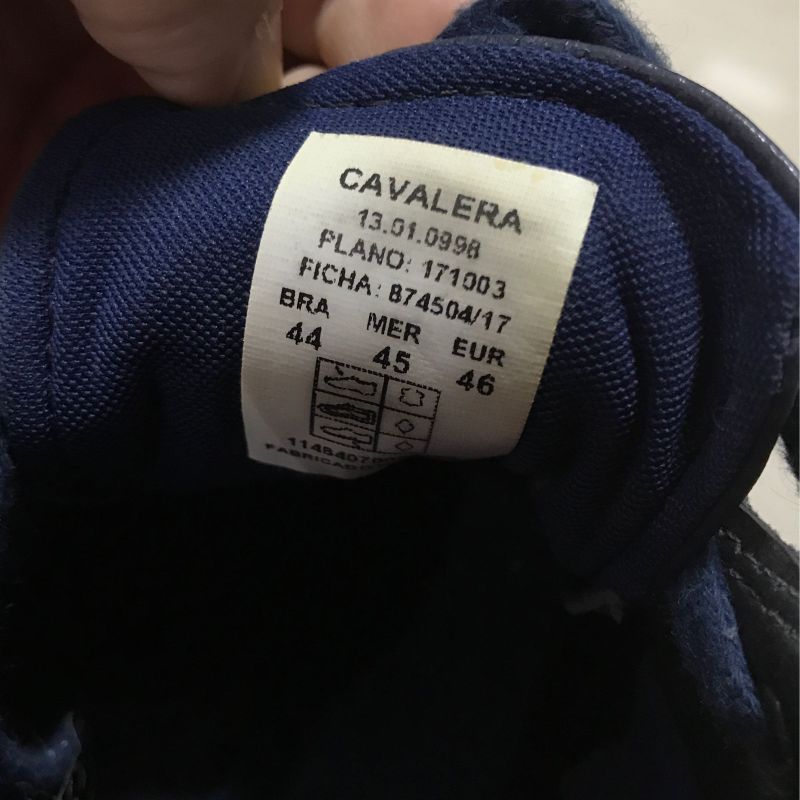 CAVALERA
13.01.0998
PLANO: 171003
FICHA: 874504/17
BRA MER EUR
44 45 46